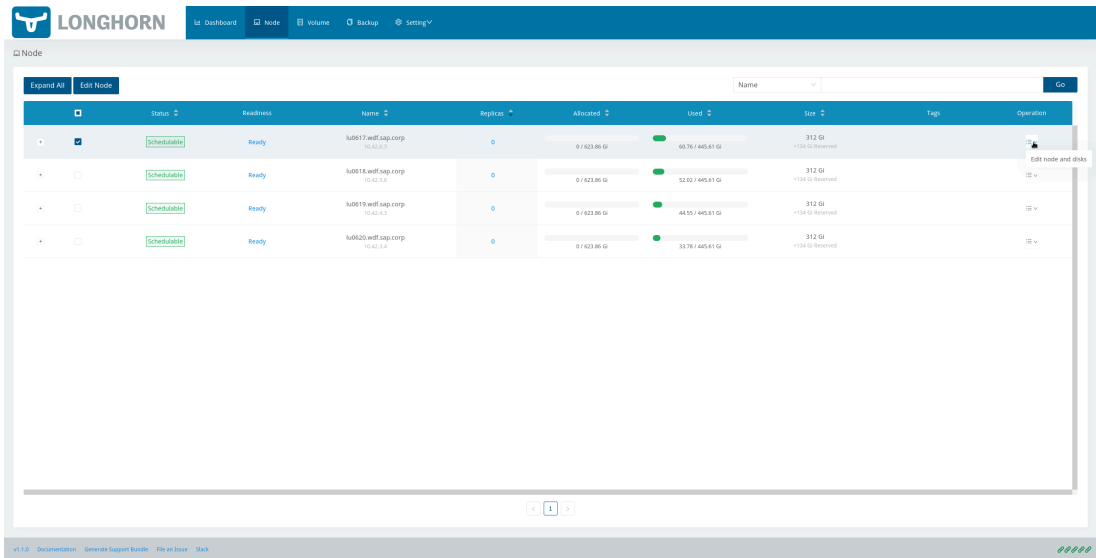 LONGHORN
Dashboard Node Volume Backup Setting
Node
Expand All Edit Node Name Go
Status Readiness Name Replicas Allocated Used Size Tags Operation
Schedulable Ready lu0617.wdf.sap.corp 0 312 Gi
10.42.6.3 0 / 623.86 Gi 60.76 / 445.61 Gi +134 Gi Reserved
Edit node and disks
Schedulable Ready lu0618.wdf.sap.corp 0 312 Gi
0 / 623.86 Gi 52.02 / 445.61 Gi +134 Gi Reserved
Schedulable Ready lu0619.wdf.sap.corp 0 312 Gi
10.42.4.3 0 / 623.86 Gi 44.55 / 445.61 Gi +134 Gi Reserved
Schedulable Ready lu0620.wdf.sap.corp 0 312 Gi
10.42.3.4 0 / 623.86 Gi 33.78 / 445.61 Gi +134 Gi Reserved
1
v1.1.0 Documentation Generate Support Bundle File an Issue Slack